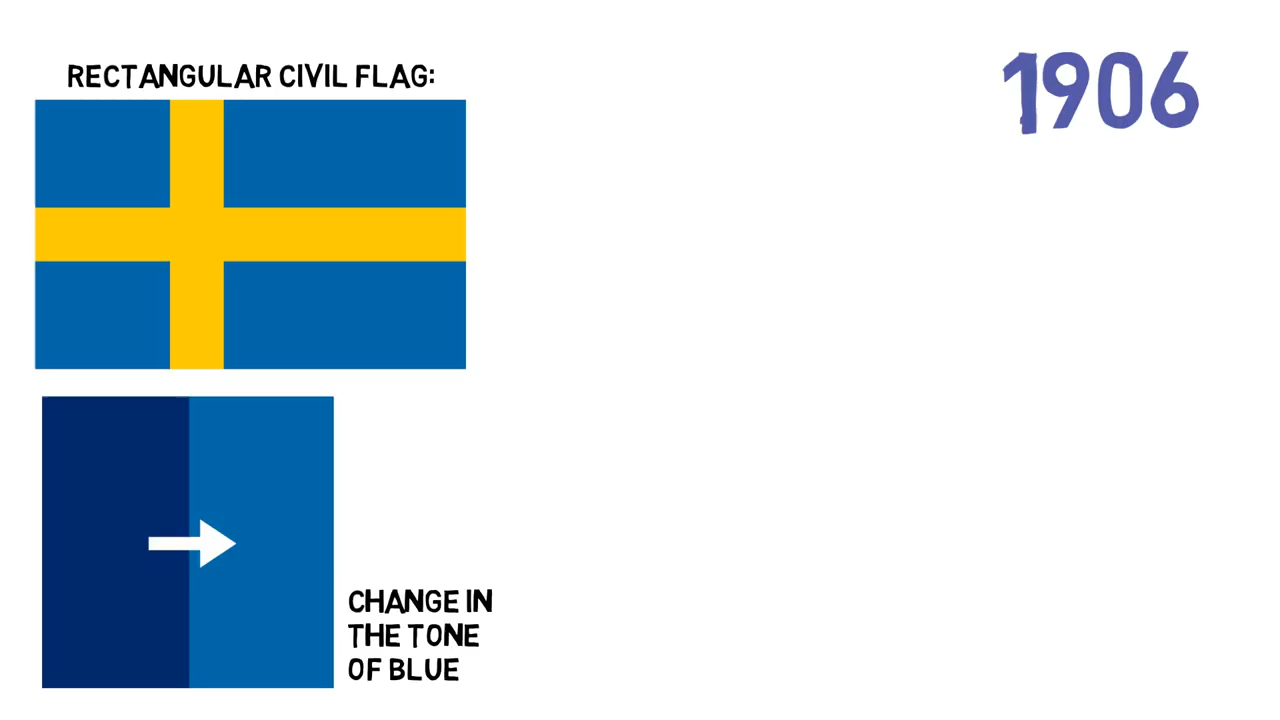 RECTANGULAR CIVIL FLAG:
1906
CHANGE IN
THE TONE
OF BLUE